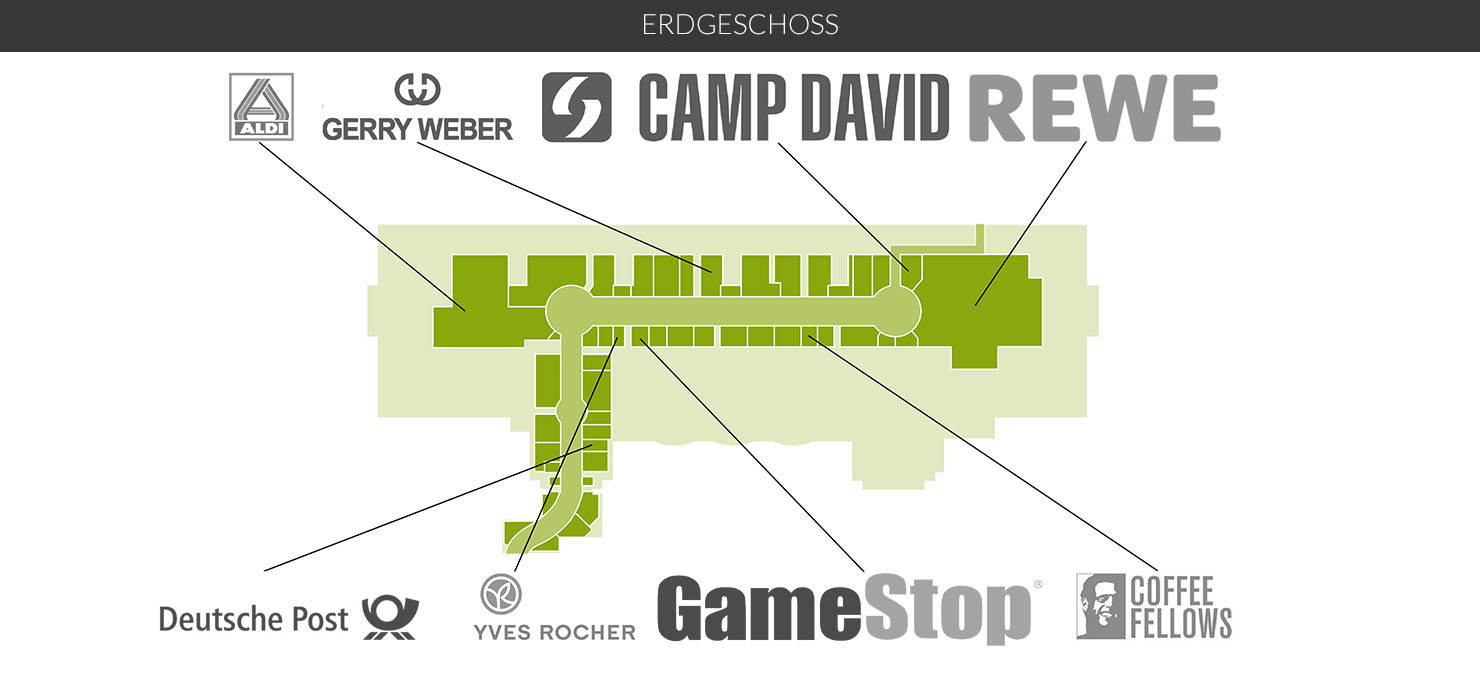 ERDGESCHOSS
ALDI
GERRY WEBER
CAMP DAVID
REWE
Deutsche Post
YVES ROCHER
GameStop®
COFFEE
FELLOWS